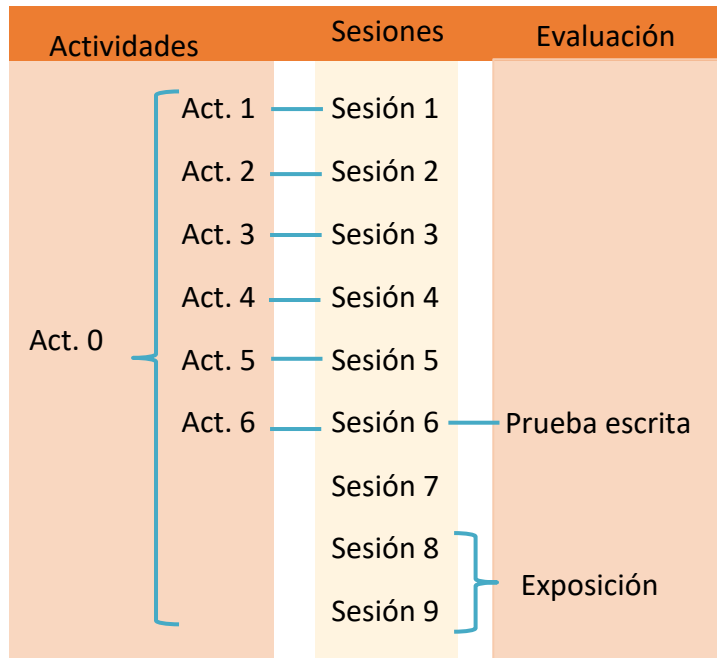 Actividades Sesiones Evaluación
Act. 1 Sesión 1
Act. 2 Sesión 2
Act. 3 Sesión 3
Act. 4 Sesión 4
Act. 0
Act. 5 Sesión 5
Act. 6 Sesión 6 Prueba escrita
Sesión 7
Sesión 8
Exposición
Sesión 9